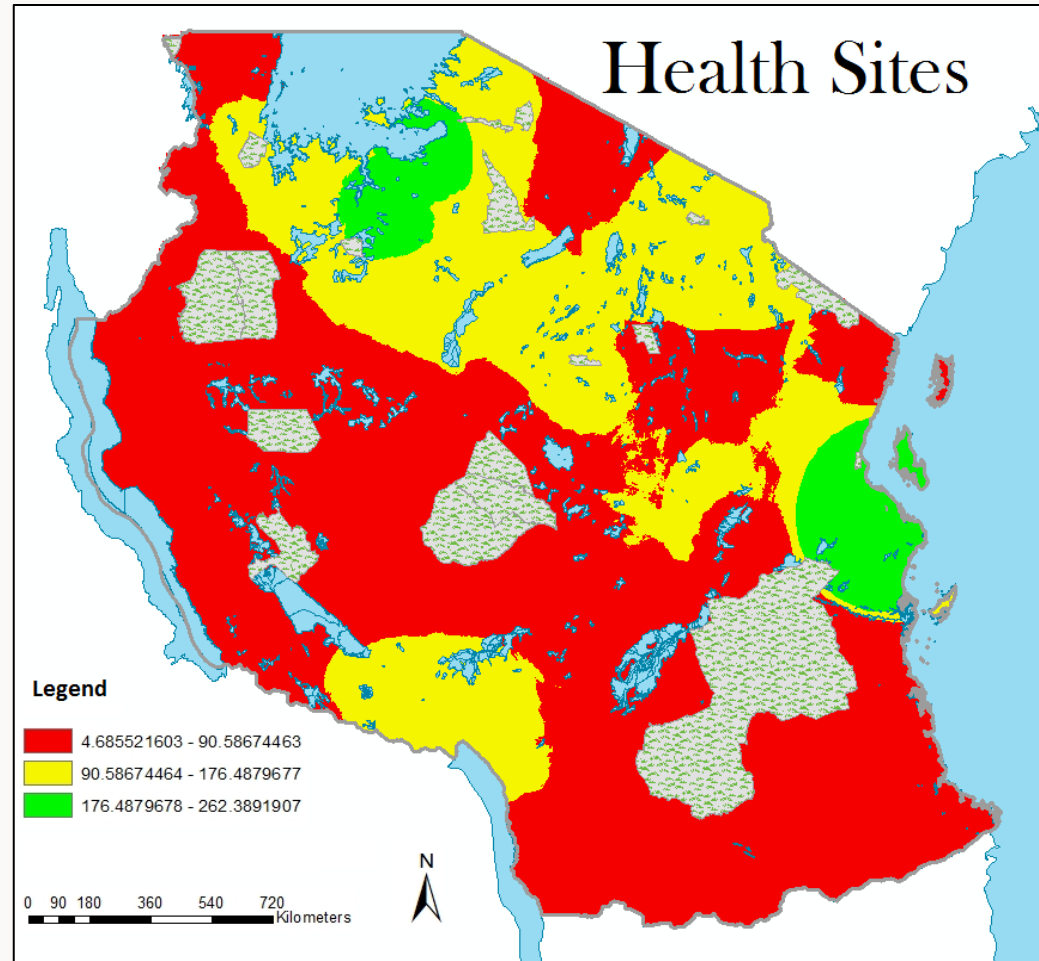 Health Sites
Legend
4.685521603 - 90.58674463
90.58674464 - 176.4879677
176.4879678 - 262.3891907
N
0 90 180 360 540 720
Kilometers